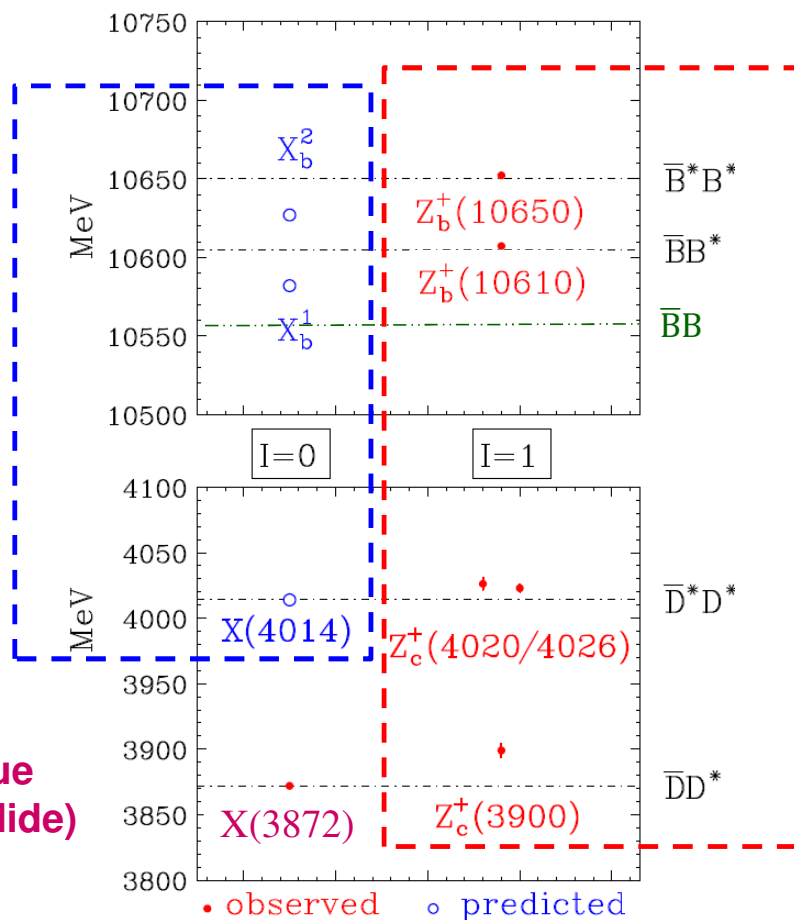 10750
10700
10650
10600
10550
10500
MeV
X_b^2
X_b^1
Z_b^+(10650)
Z_b^+(10610)
B̅*B*
B̅B*
B̅B
I=0
I=1
4100
4050
4000
3950
3900
3850
3800
MeV
X(4014)
Z_c^+(4020/4026)
X(3872)
Z_c^+(3900)
D̅*D*
D̅D*
ue
lide)
• observed
○ predicted